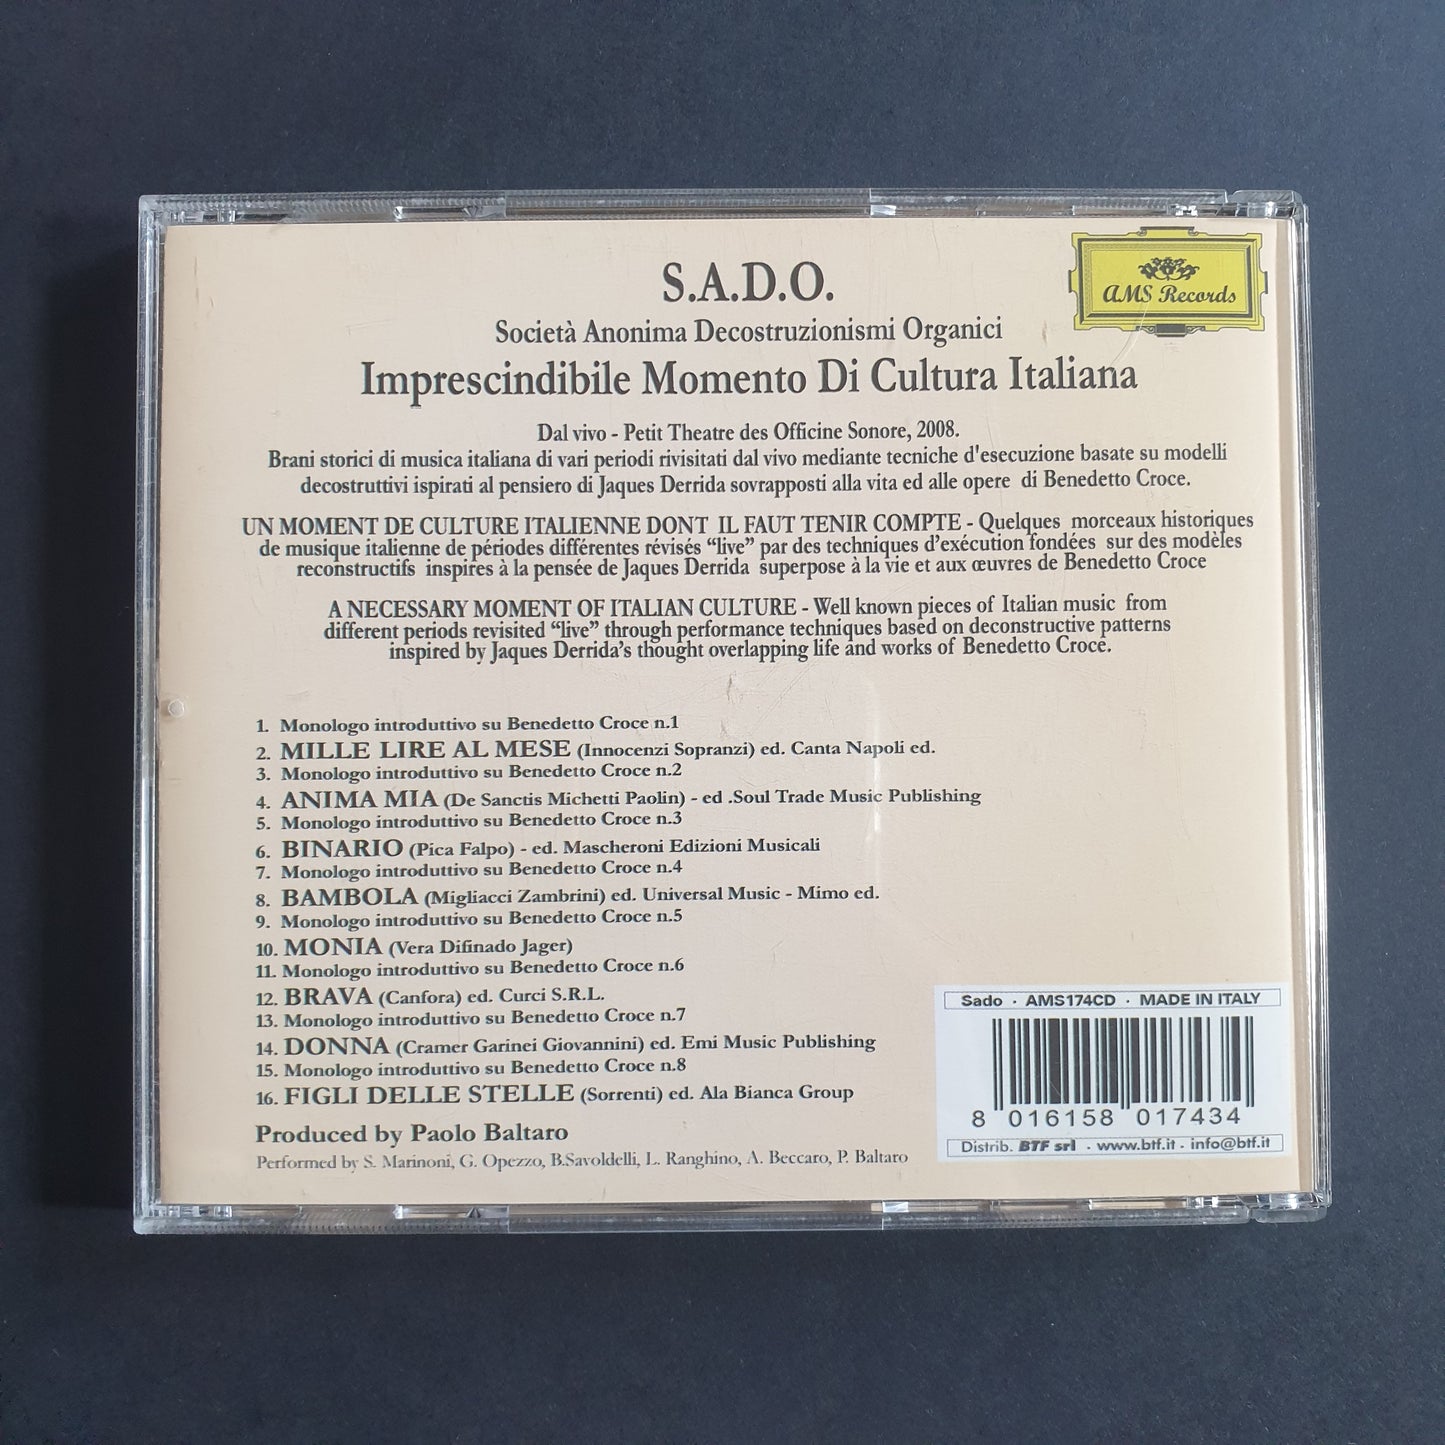 AMS Records
S.A.D.O.
Società Anonima Decostruzionismi Organici
Imprescindibile Momento Di Cultura Italiana
Dal vivo - Petit Theatre des Officine Sonore, 2008.
Brani storici di musica italiana di vari periodi rivisitati dal vivo mediante tecniche d'esecuzione basate su modelli
decostruttivi ispirati al pensiero di Jaques Derrida sovrapposti alla vita ed alle opere di Benedetto Croce.
UN MOMENT DE CULTURE ITALIENNE DONT IL FAUT TENIR COMPTE - Quelques morceaux historiques
de musique italienne de périodes différentes révisés “live” par des techniques d’exécution fondées sur des modèles
reconstructifs inspires à la pensée de Jaques Derrida superpose à la vie et aux œuvres de Benedetto Croce
A NECESSARY MOMENT OF ITALIAN CULTURE - Well known pieces of Italian music from
different periods revisited “live” through performance techniques based on deconstructive patterns
inspired by Jaques Derrida’s thought overlapping life and works of Benedetto Croce.
1. Monologo introduttivo su Benedetto Croce n.1
2. MILLE LIRE AL MESE (Innocenzi Sopranzi) ed. Canta Napoli ed.
3. Monologo introduttivo su Benedetto Croce n.2
4. ANIMA MIA (De Sanctis Michetti Paolin) - ed .Soul Trade Music Publishing
5. Monologo introduttivo su Benedetto Croce n.3
6. BINARIO (Pica Falpo) - ed. Mascheroni Edizioni Musicali
7. Monologo introduttivo su Benedetto Croce n.4
8. BAMBOLA (Migliacci Zambrini) ed. Universal Music - Mimo ed.
9. Monologo introduttivo su Benedetto Croce n.5
10. MONIA (Vera Difinado Jager)
11. Monologo introduttivo su Benedetto Croce n.6
12. BRAVA (Canfora) ed. Curci S.R.L.
13. Monologo introduttivo su Benedetto Croce n.7
14. DONNA (Cramer Garinei Giovannini) ed. Emi Music Publishing
15. Monologo introduttivo su Benedetto Croce n.8
16. FIGLI DELLE STELLE (Sorrenti) ed. Ala Bianca Group
Produced by Paolo Baltaro
Performed by S. Marinoni, G. Opezzo, B.Savoldelli, L. Ranghino, A. Beccaro, P. Baltaro
Sado · AMS174CD · MADE IN ITALY
8 016158 017434
Distrib. BTF srl · www.btf.it · info@btf.it